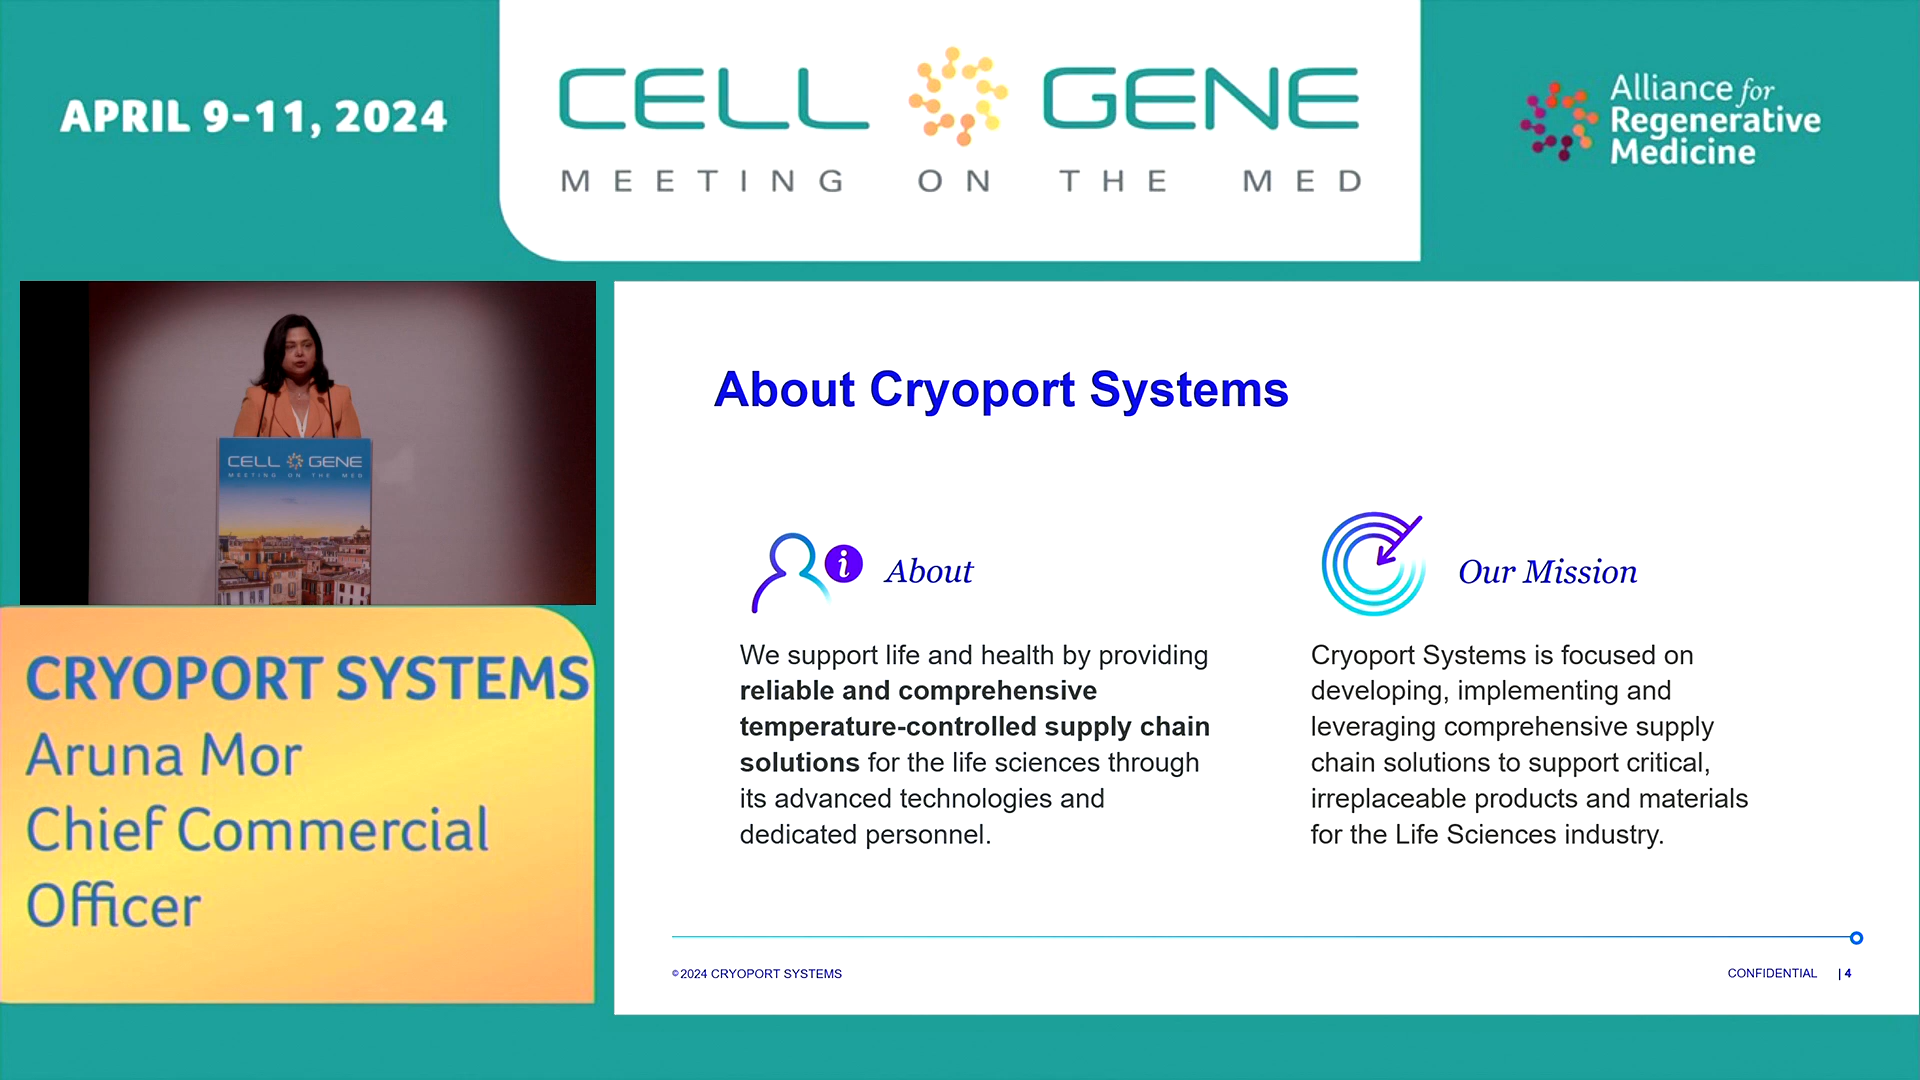 APRIL 9-11, 2024
CELL GENE
MEETING ON THE MED
Alliance for
Regenerative
Medicine
CELL GENE
MEETING ON THE MED
CRYOPORT SYSTEMS
Aruna Mor
Chief Commercial
Officer
About Cryoport Systems
i
About
We support life and health by providing
reliable and comprehensive
temperature-controlled supply chain
solutions for the life sciences through
its advanced technologies and
dedicated personnel.
Our Mission
Cryoport Systems is focused on
developing, implementing and
leveraging comprehensive supply
chain solutions to support critical,
irreplaceable products and materials
for the Life Sciences industry.
© 2024 CRYOPORT SYSTEMS
CONFIDENTIAL | 4